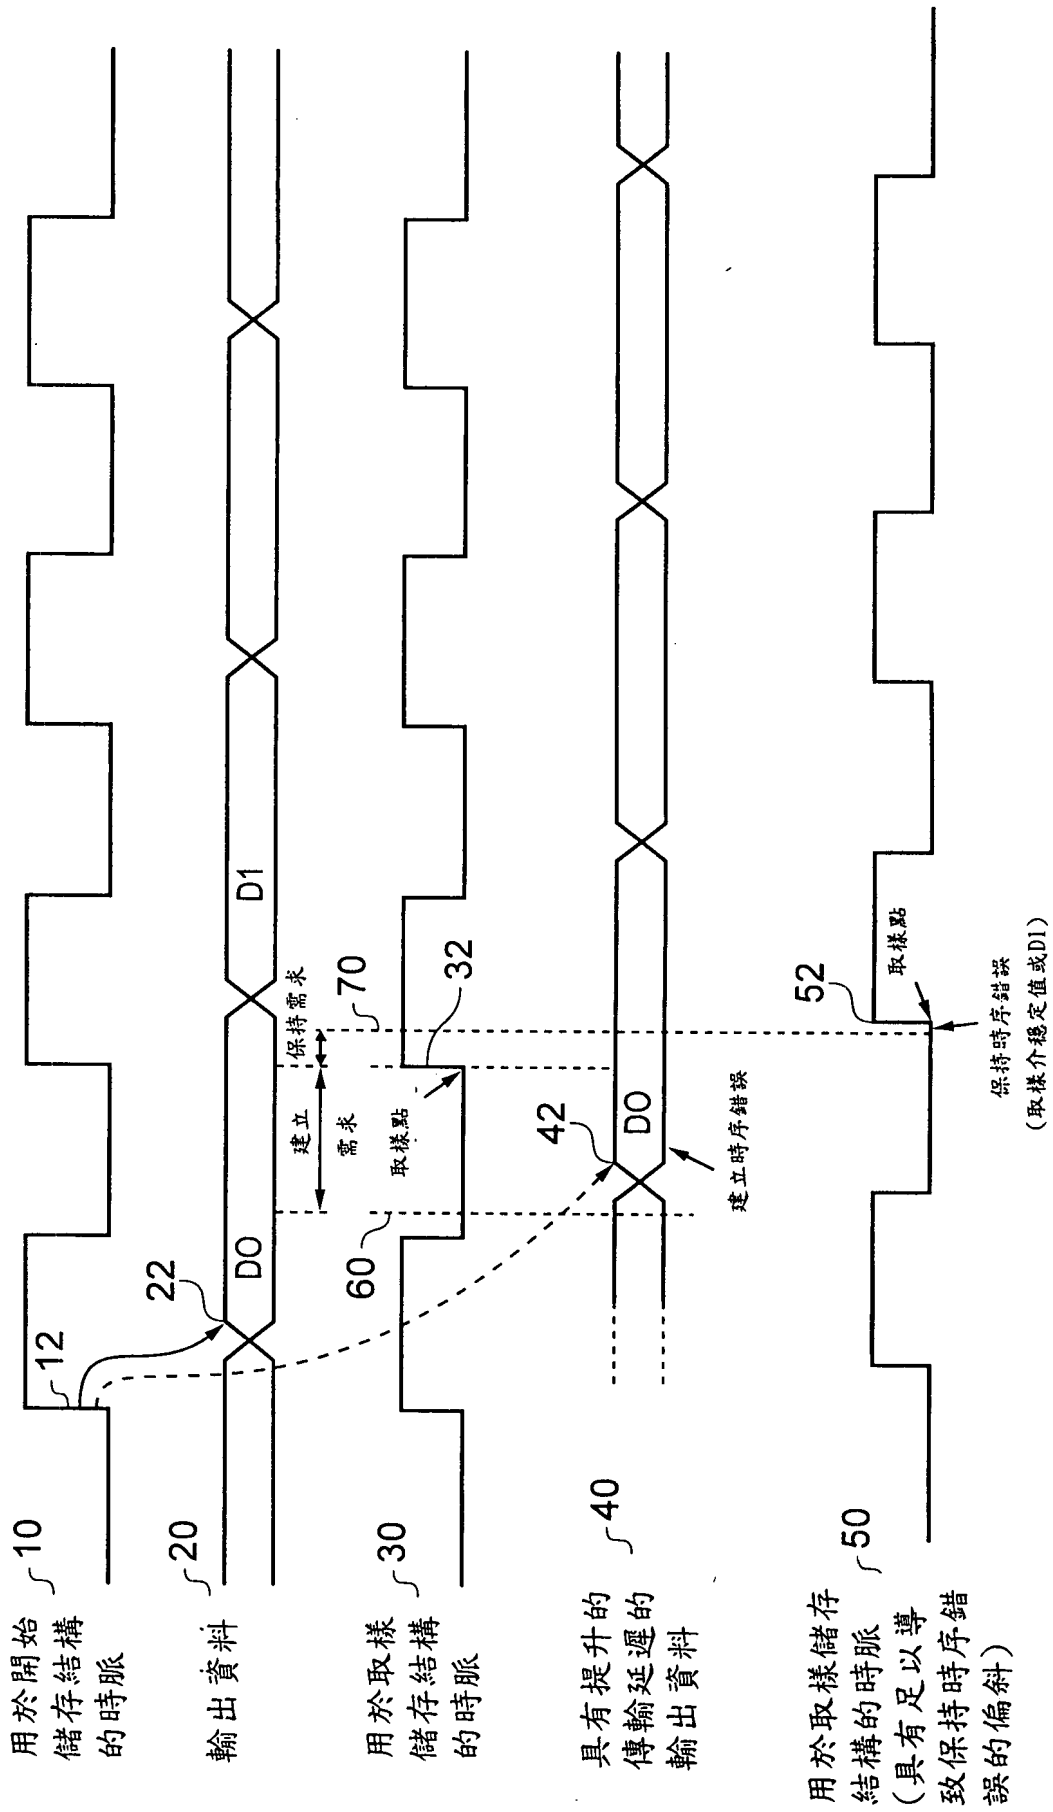 用於開始
儲存結構
的時脈
10
12
輸出資料
20
22
D0
D1
建立
需求
保持需求
用於取樣
儲存結構
的時脈
30
60
取樣點
32
70
具有提升的
傳輸延遲的
輸出資料
40
42
D0
建立時序錯誤
用於取樣儲存
結構的時脈
(具有足以導
致保持時序錯
誤的偏斜)
50
52
取樣點
保持時序錯誤
(取樣介穩定值或D1)